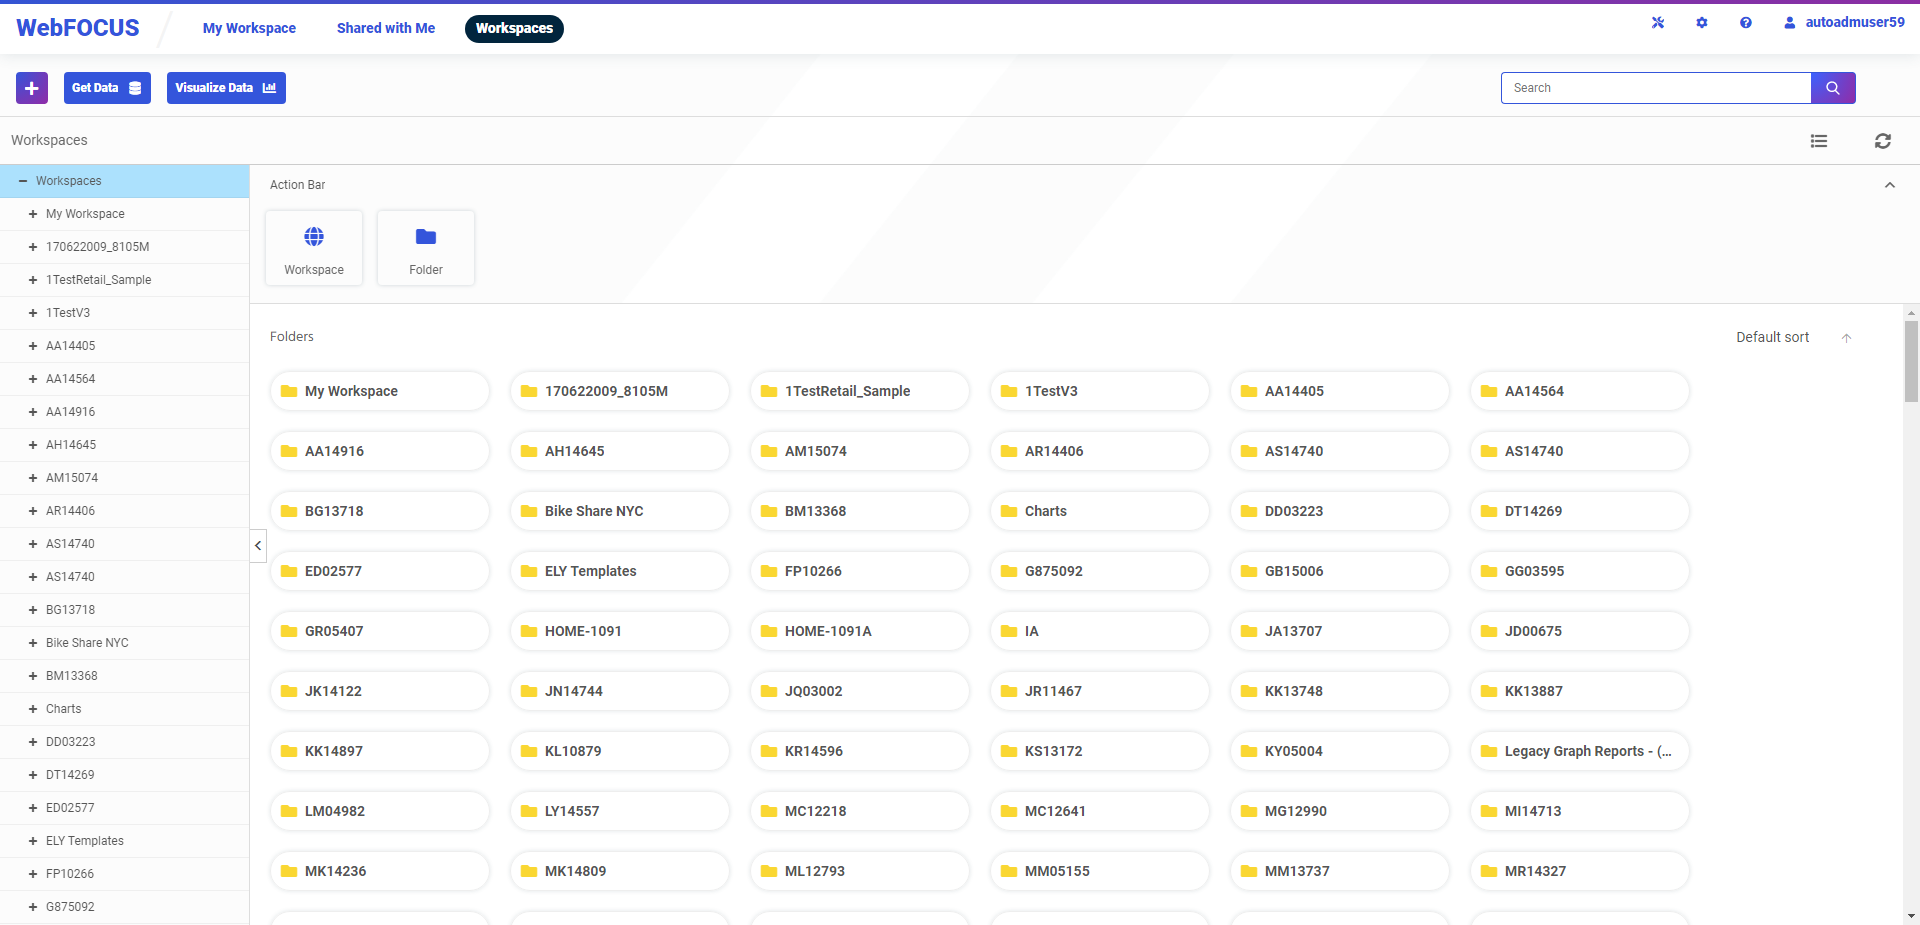 WebFOCUS
My Workspace
Shared with Me
Workspaces
autoadmuser59
Get Data
Visualize Data
Search
Workspaces
Workspaces
My Workspace
170622009_8105M
1TestRetail_Sample
1TestV3
AA14405
AA14564
AA14916
AH14645
AM15074
AR14406
AS14740
AS14740
BG13718
Bike Share NYC
BM13368
Charts
DD03223
DT14269
ED02577
ELY Templates
FP10266
G875092
Action Bar
Workspace
Folder
Folders
Default sort
My Workspace
170622009_8105M
1TestRetail_Sample
1TestV3
AA14405
AA14564
AA14916
AH14645
AM15074
AR14406
AS14740
AS14740
BG13718
Bike Share NYC
BM13368
Charts
DD03223
DT14269
ED02577
ELY Templates
FP10266
G875092
GB15006
GG03595
GR05407
HOME-1091
HOME-1091A
IA
JA13707
JD00675
JK14122
JN14744
JQ03002
JR11467
KK13748
KK13887
KK14897
KL10879
KR14596
KS13172
KY05004
Legacy Graph Reports - (...
LM04982
LY14557
MC12218
MC12641
MG12990
MI14713
MK14236
MK14809
ML12793
MM05155
MM13737
MR14327